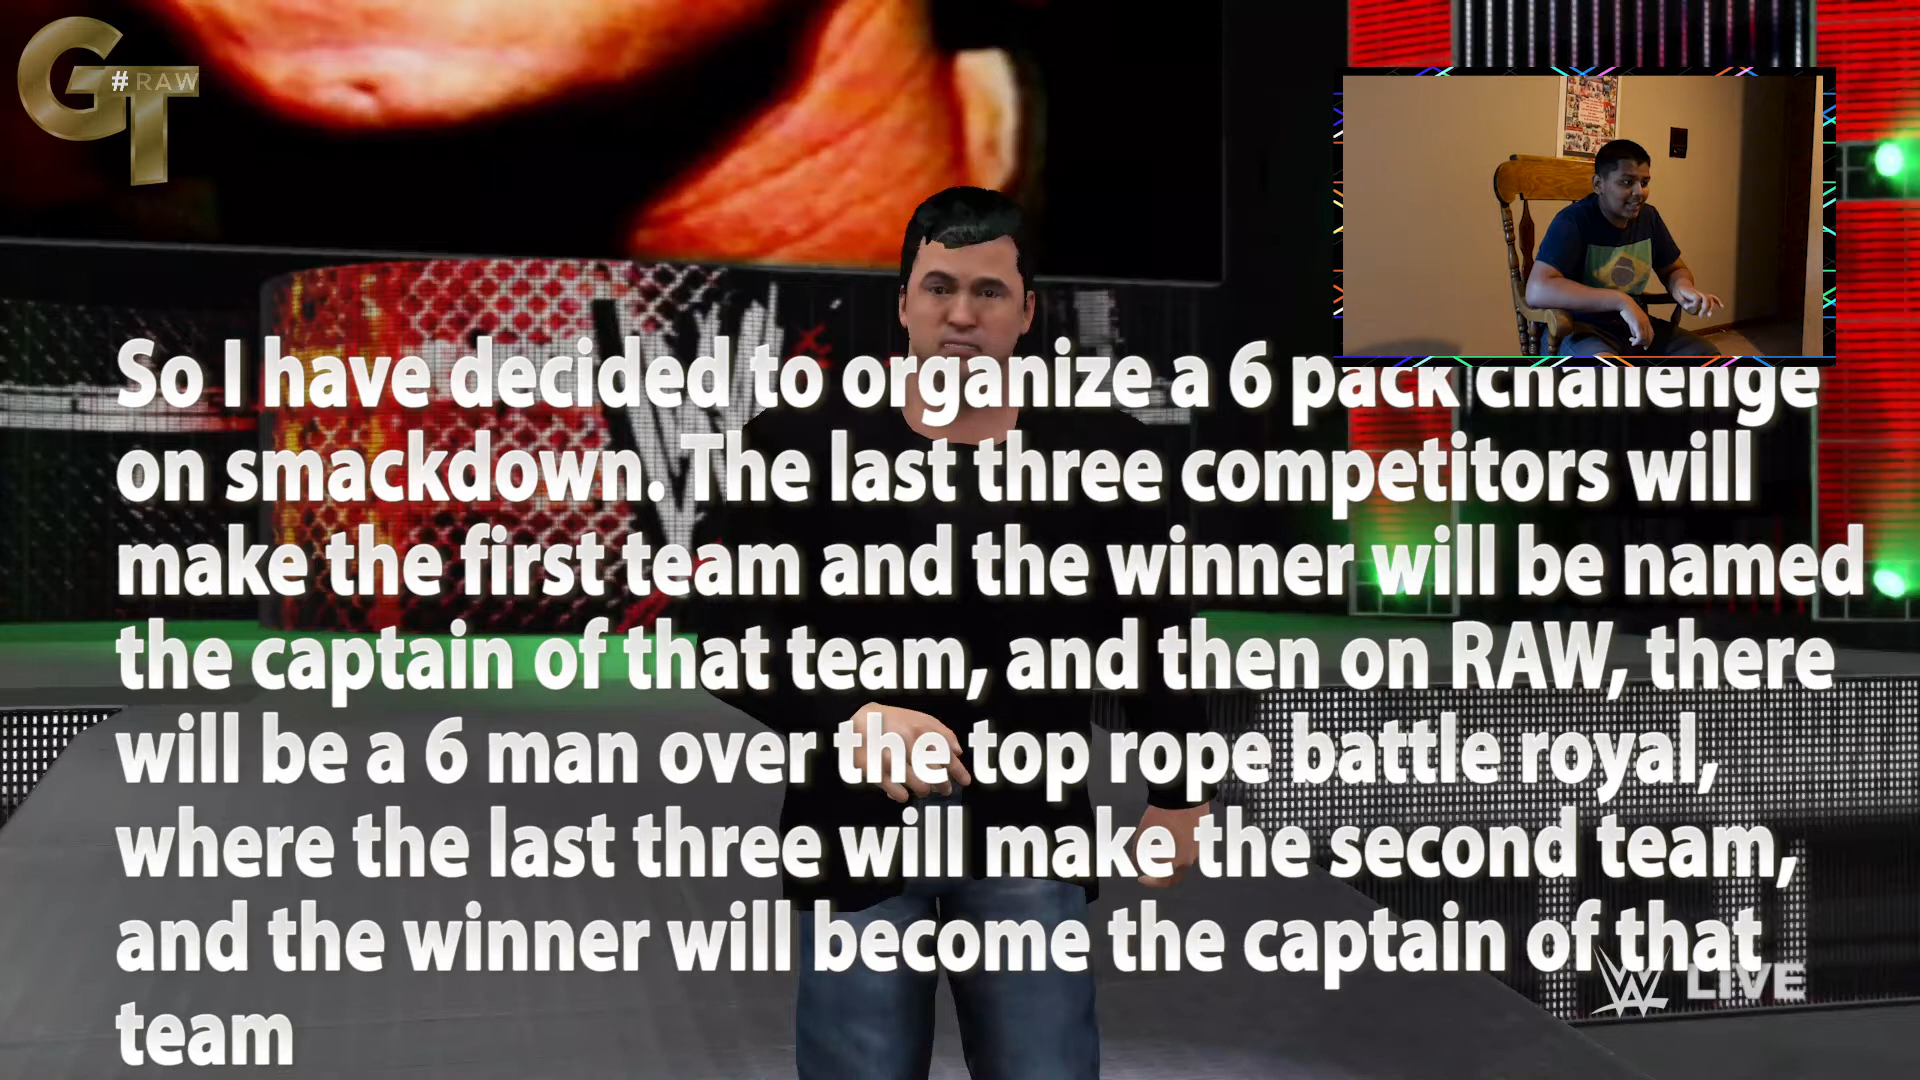 GT
#RAW
So I have decided to organize a 6 pack challenge
on smackdown. The last three competitors will
make the first team and the winner will be named
the captain of that team, and then on RAW, there
will be a 6 man over the top rope battle royal,
where the last three will make the second team,
and the winner will become the captain of that
team
W LIVE